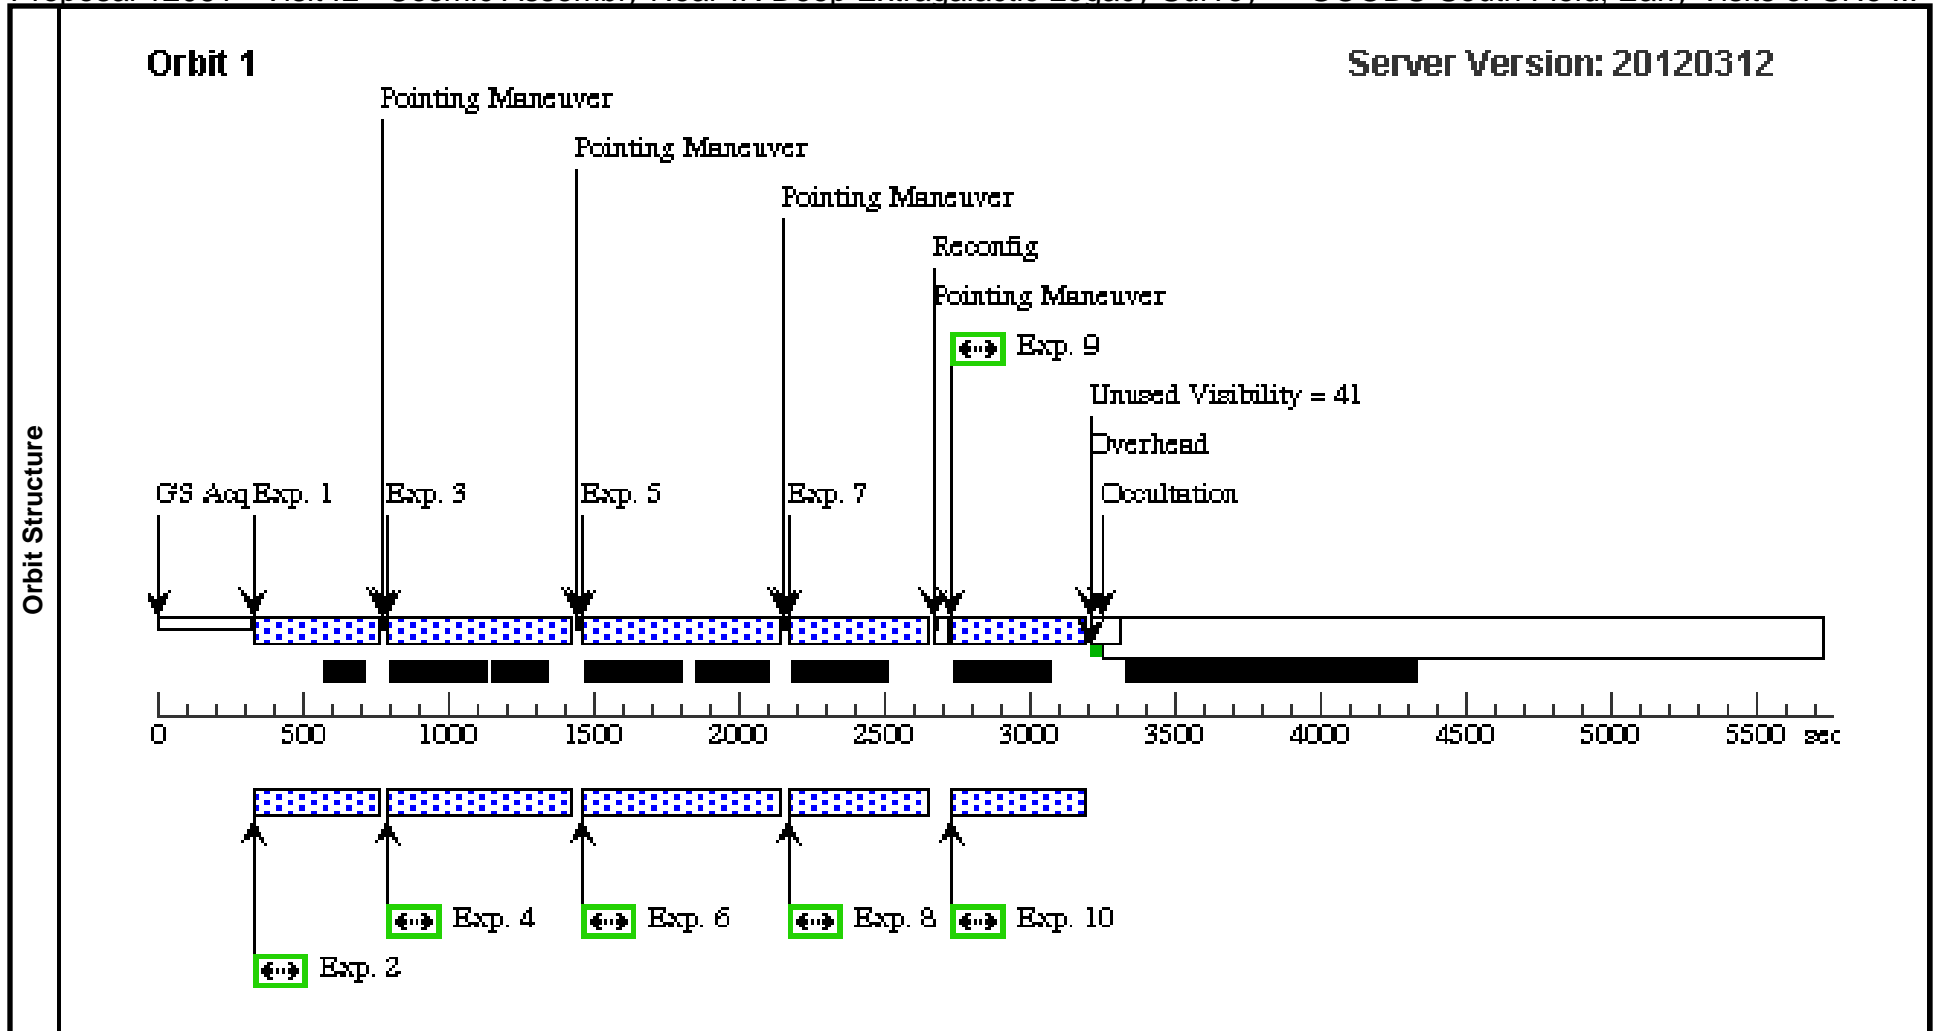 Orbit 1
Server Version: 20120312
Pointing Maneuver
Pointing Maneuver
Pointing Maneuver
Reconfig
Pointing Maneuver
Exp. 9
Unused Visibility = 41
Overhead
GS Acq Exp. 1 Exp. 3 Exp. 5 Exp. 7 Occultation
Orbit Structure
0 500 1000 1500 2000 2500 3000 3500 4000 4500 5000 5500 sec
Exp. 4 Exp. 6 Exp. 8 Exp. 10
Exp. 2